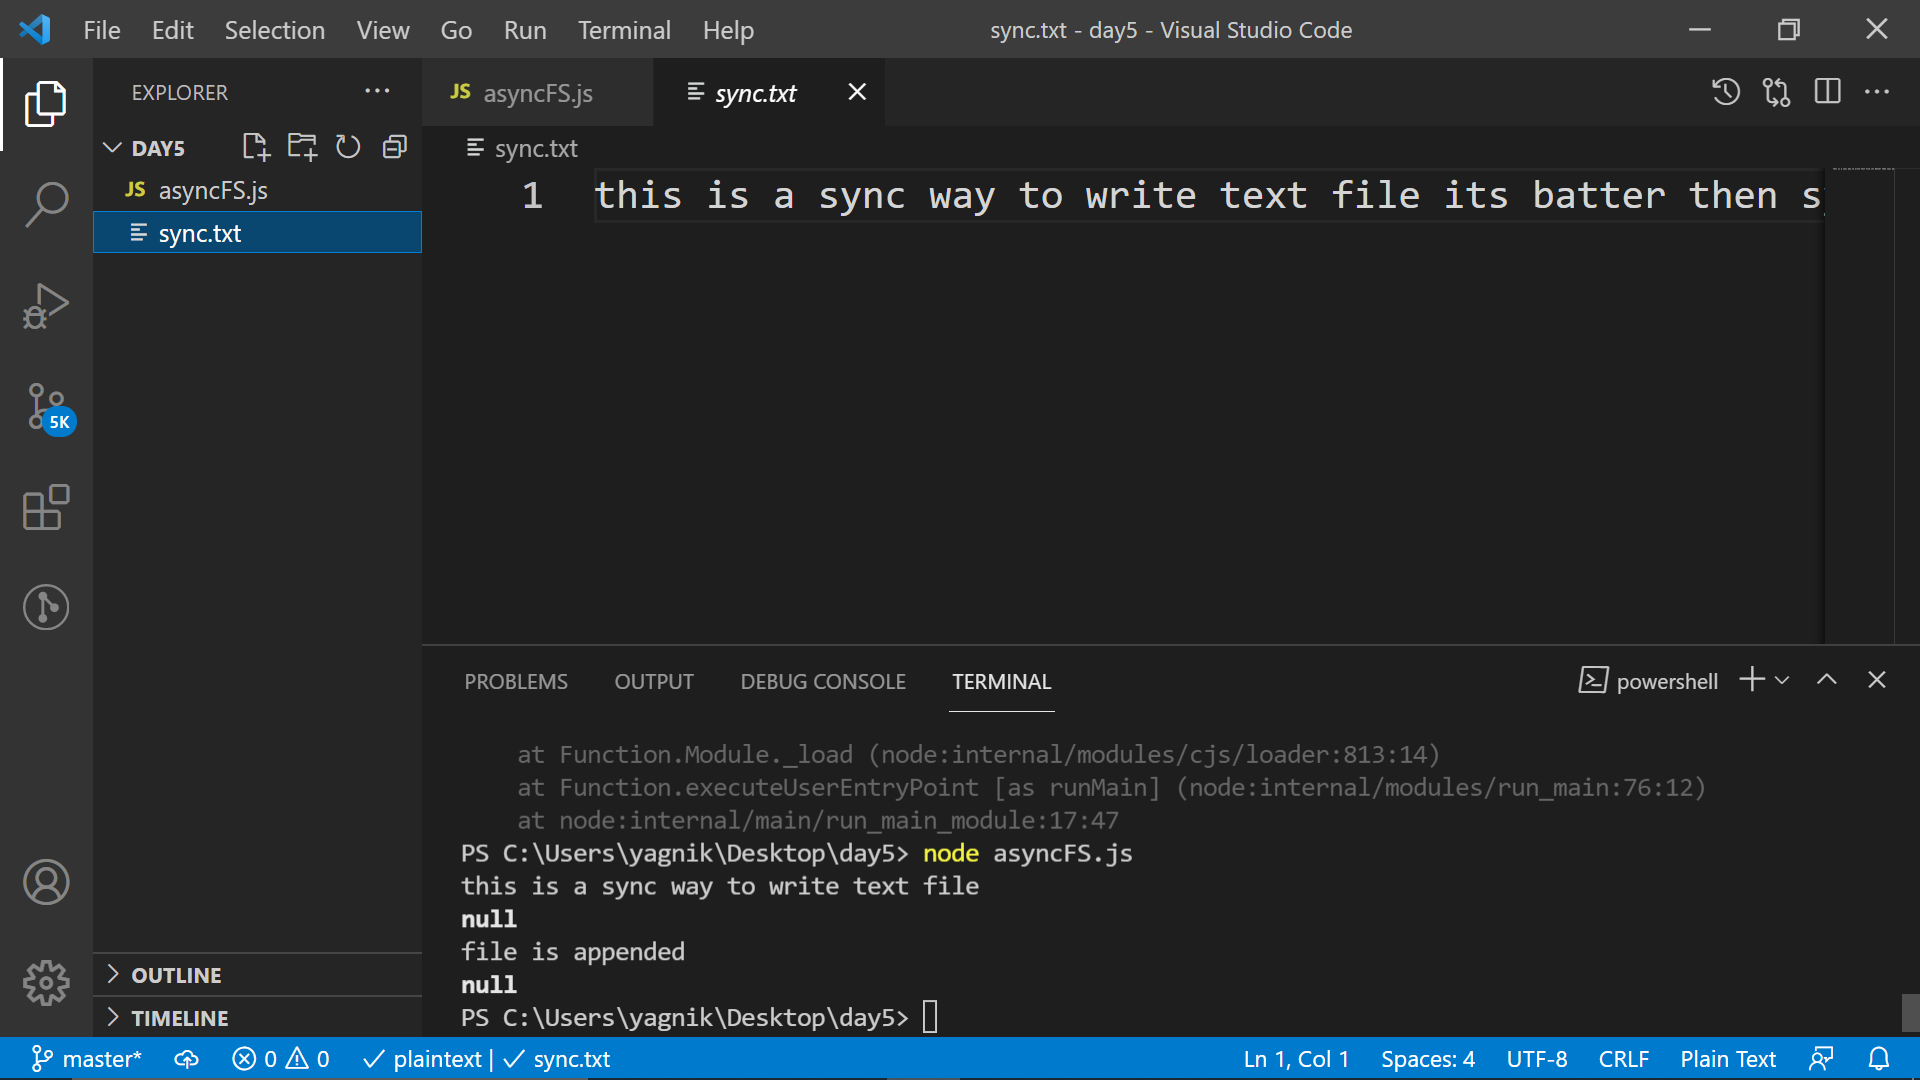 File Edit Selection View Go Run Terminal Help sync.txt - day5 - Visual Studio Code
EXPLORER
JS asyncFS.js
sync.txt
DAY5
sync.txt
JS asyncFS.js
1 this is a sync way to write text file its batter then s
sync.txt
5K
PROBLEMS OUTPUT DEBUG CONSOLE TERMINAL powershell
at Function.Module._load (node:internal/modules/cjs/loader:813:14)
at Function.executeUserEntryPoint [as runMain] (node:internal/modules/run_main:76:12)
at node:internal/main/run_main_module:17:47
PS C:\Users\yagnik\Desktop\day5> node asyncFS.js
this is a sync way to write text file
null
file is appended
null
PS C:\Users\yagnik\Desktop\day5>
OUTLINE
TIMELINE
master* 0 0 plaintext | sync.txt Ln 1, Col 1 Spaces: 4 UTF-8 CRLF Plain Text